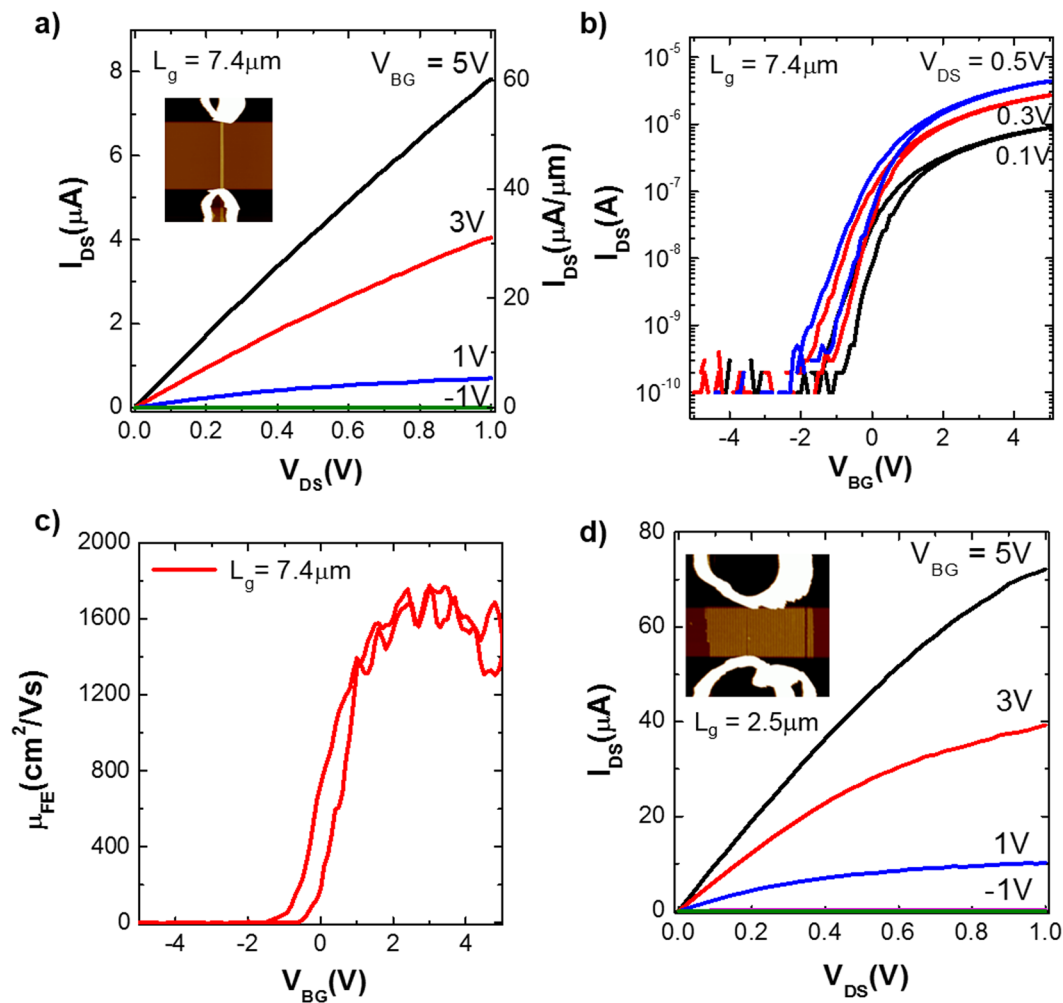 a)
L_g = 7.4μm
V_BG = 5V
3V
1V
-1V
8
6
4
2
0
60
40
20
0
I_DS(μA)
I_DS(μA/μm)
0.0 0.2 0.4 0.6 0.8 1.0
V_DS(V)
b)
L_g = 7.4μm
V_DS = 0.5V
0.3V
0.1V
10^-5
10^-6
10^-7
10^-8
10^-9
10^-10
I_DS(A)
-4 -2 0 2 4
V_BG(V)
c)
L_g = 7.4μm
2000
1600
1200
800
400
0
μ_FE(cm²/Vs)
-4 -2 0 2 4
V_BG(V)
d)
V_BG = 5V
L_g = 2.5μm
3V
1V
-1V
80
60
40
20
0
I_DS(μA)
0.0 0.2 0.4 0.6 0.8 1.0
V_DS(V)